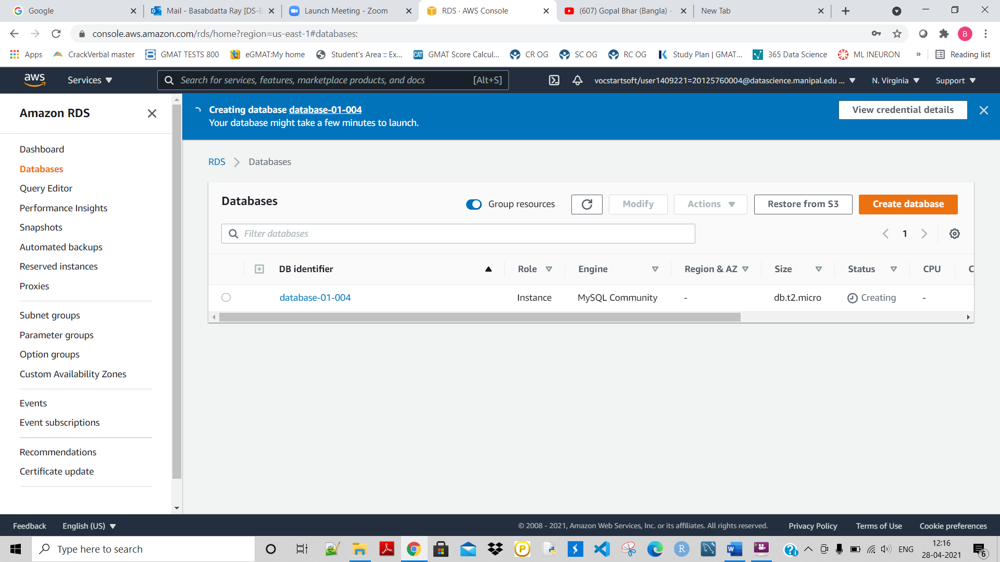 Google
Mail - Basabdatta Ray [DS-B
Launch Meeting - Zoom
RDS · AWS Console
(607) Gopal Bhar (Bangla) -
New Tab
console.aws.amazon.com/rds/home?region=us-east-1#databases:
B
Apps
CrackVerbal master
GMAT TESTS 800
eGMAT:My home
Student's Area :: Ex...
CAT
GMAT Score Calcul...
CR OG
SC OG
RC OG
Study Plan | GMAT...
365 Data Science
ML INEURON
»
Reading list
aws
Services
Search for services, features, marketplace products, and docs
[Alt+S]
vocstartsoft/user1409221=20125760004@datascience.manipal.edu ...
N. Virginia
Support
Amazon RDS
Dashboard
Databases
Query Editor
Performance Insights
Snapshots
Automated backups
Reserved instances
Proxies
Subnet groups
Parameter groups
Option groups
Custom Availability Zones
Events
Event subscriptions
Recommendations
Certificate update
Creating database database-01-004
Your database might take a few minutes to launch.
View credential details
RDS
Databases
Databases
Group resources
Modify
Actions
Restore from S3
Create database
Filter databases
1
DB identifier
Role
Engine
Region & AZ
Size
Status
CPU
C
database-01-004
Instance
MySQL Community
-
db.t2.micro
Creating
-
Feedback
English (US)
© 2008 - 2021, Amazon Web Services, Inc. or its affiliates. All rights reserved.
Privacy Policy
Terms of Use
Cookie preferences
Type here to search
P
R
W
ENG
12:16
28-04-2021
6